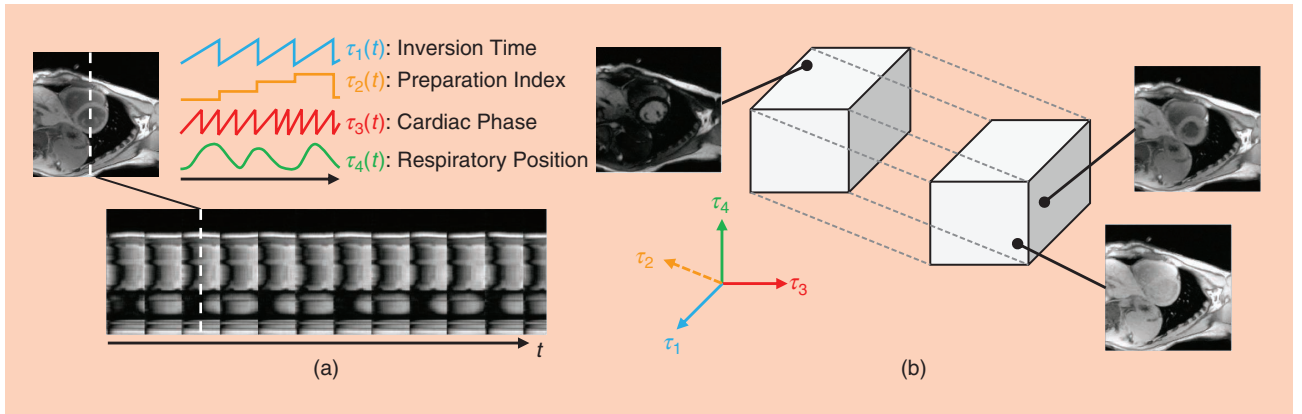 τ₁(t): Inversion Time
τ₂(t): Preparation Index
τ₃(t): Cardiac Phase
τ₄(t): Respiratory Position
t
(a)
τ₄
τ₂
τ₃
τ₁
(b)